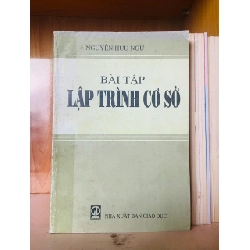 NGUYỄN HỮU NGỰ
BÀI TẬP
LẬP TRÌNH CƠ SỞ
NHÀ XUẤT BẢN GIÁO DỤC